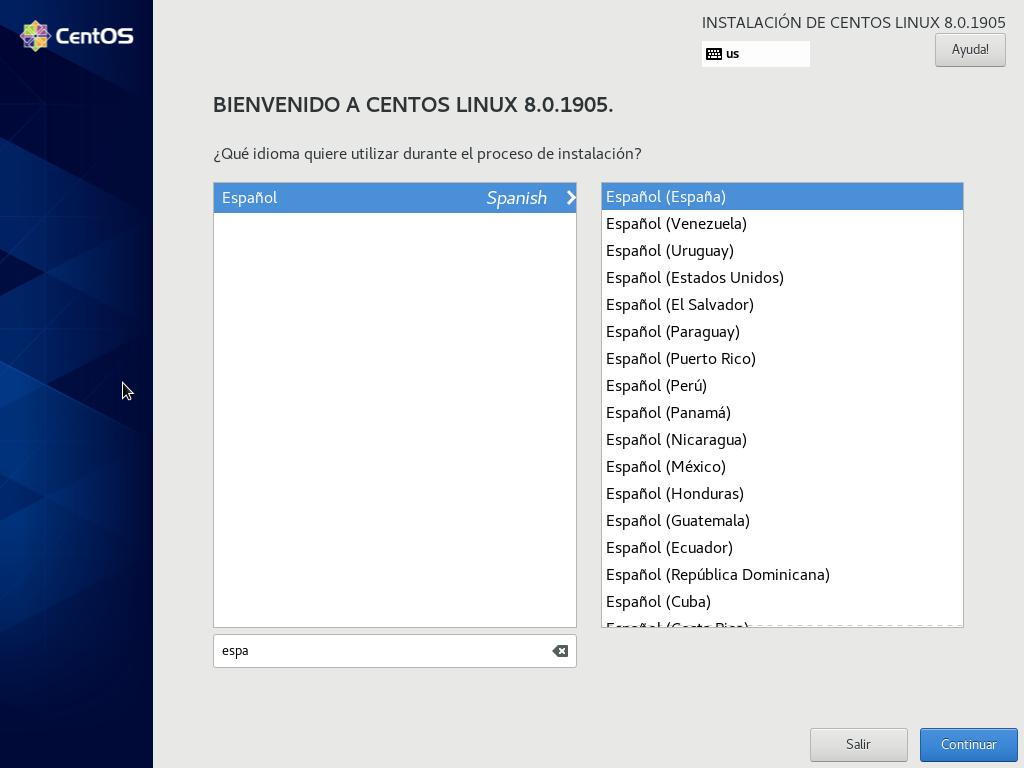 CentOS
INSTALACIÓN DE CENTOS LINUX 8.0.1905
us
Ayuda!
BIENVENIDO A CENTOS LINUX 8.0.1905.
¿Qué idioma quiere utilizar durante el proceso de instalación?
Español Spanish
Español (España)
Español (Venezuela)
Español (Uruguay)
Español (Estados Unidos)
Español (El Salvador)
Español (Paraguay)
Español (Puerto Rico)
Español (Perú)
Español (Panamá)
Español (Nicaragua)
Español (México)
Español (Honduras)
Español (Guatemala)
Español (Ecuador)
Español (República Dominicana)
Español (Cuba)
Español (Costa Rica)
espa
Salir
Continuar